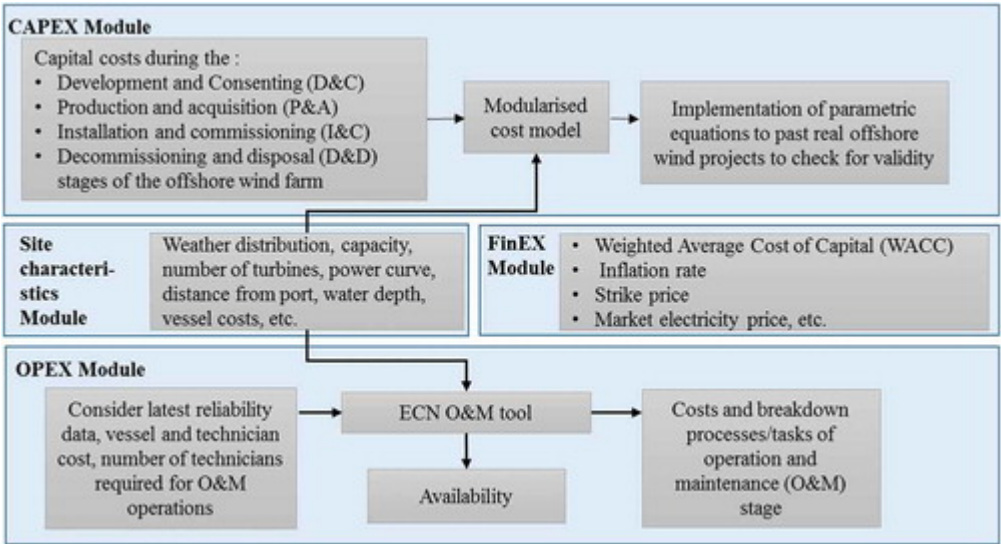 CAPEX Module
Capital costs during the :
• Development and Consenting (D&C)
• Production and acquisition (P&A)
• Installation and commissioning (I&C)
• Decommissioning and disposal (D&D)
stages of the offshore wind farm
Modularised
cost model
Implementation of parametric
equations to past real offshore
wind projects to check for validity
Site
characteri-
stics
Module
Weather distribution, capacity,
number of turbines, power curve,
distance from port, water depth,
vessel costs, etc.
FinEX
Module
• Weighted Average Cost of Capital (WACC)
• Inflation rate
• Strike price
• Market electricity price, etc.
OPEX Module
Consider latest reliability
data, vessel and technician
cost, number of technicians
required for O&M
operations
ECN O&M tool
Availability
Costs and breakdown
processes/tasks of
operation and
maintenance (O&M)
stage